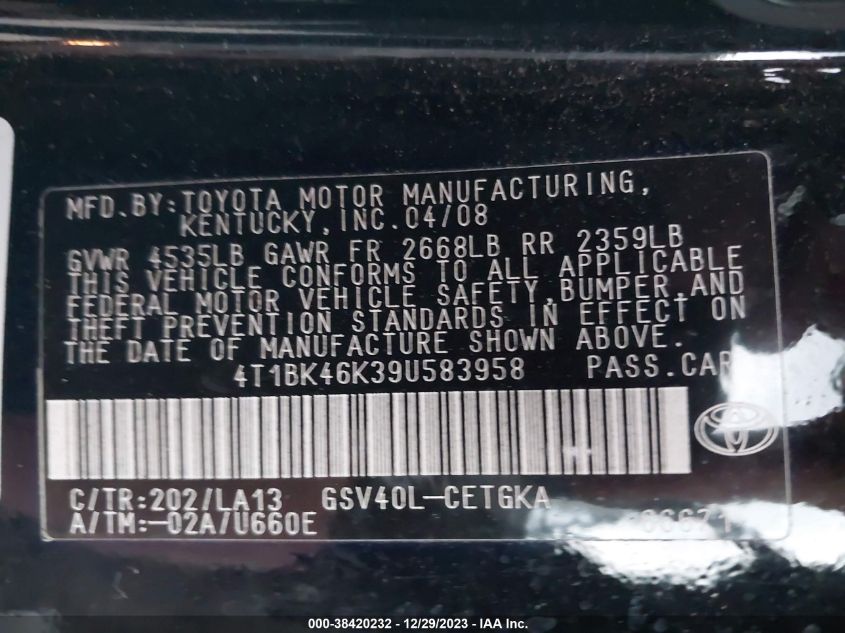 MFD.BY:TOYOTA MOTOR MANUFACTURING,
KENTUCKY,INC.04/08
GVWR 4535LB GAWR FR 2668LB RR 2359LB
THIS VEHICLE CONFORMS TO ALL APPLICABLE
FEDERAL MOTOR VEHICLE SAFETY,BUMPER,AND
THEFT PREVENTION STANDARDS IN EFFECT ON
THE DATE OF MANUFACTURE SHOWN ABOVE.
4T1BK46K39U583958 PASS.CAR
C/TR:202/LA13 GSV40L-CETGKA
A/TM:-02A/U660E
000-38420232 - 12/29/2023 - IAA Inc.